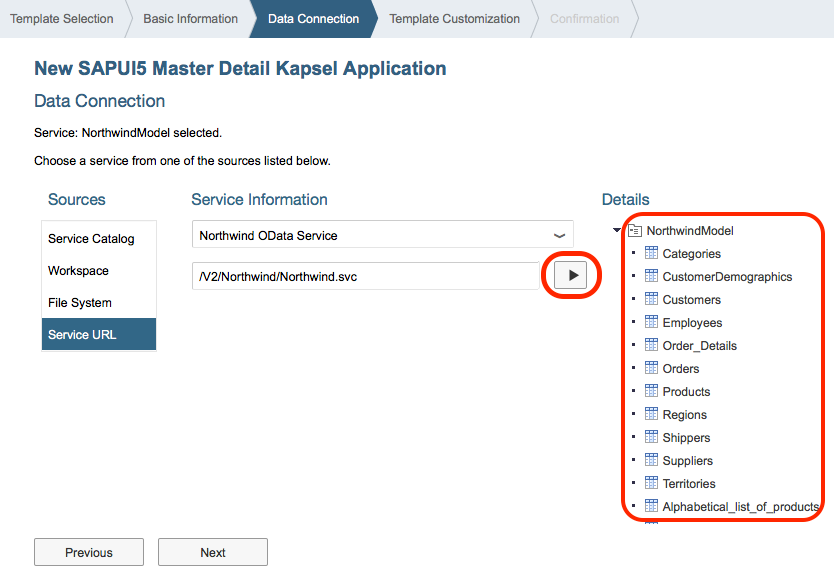 Template Selection
Basic Information
Data Connection
Template Customization
Confirmation
New SAPUI5 Master Detail Kapsel Application
Data Connection
Service: NorthwindModel selected.
Choose a service from one of the sources listed below.
Sources
Service Catalog
Workspace
File System
Service URL
Service Information
Northwind OData Service
/V2/Northwind/Northwind.svc
Details
NorthwindModel
Categories
CustomerDemographics
Customers
Employees
Order_Details
Orders
Products
Regions
Shippers
Suppliers
Territories
Alphabetical_list_of_products
Previous
Next